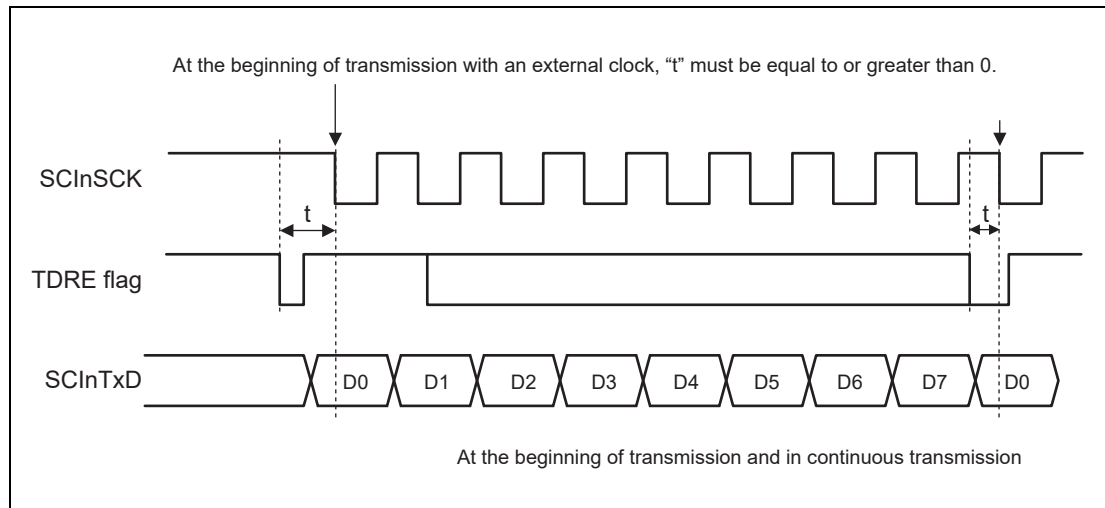 At the beginning of transmission with an external clock, “t” must be equal to or greater than 0.
SCInSCK
t
t
TDRE flag
SCInTxD
D0
D1
D2
D3
D4
D5
D6
D7
D0
At the beginning of transmission and in continuous transmission